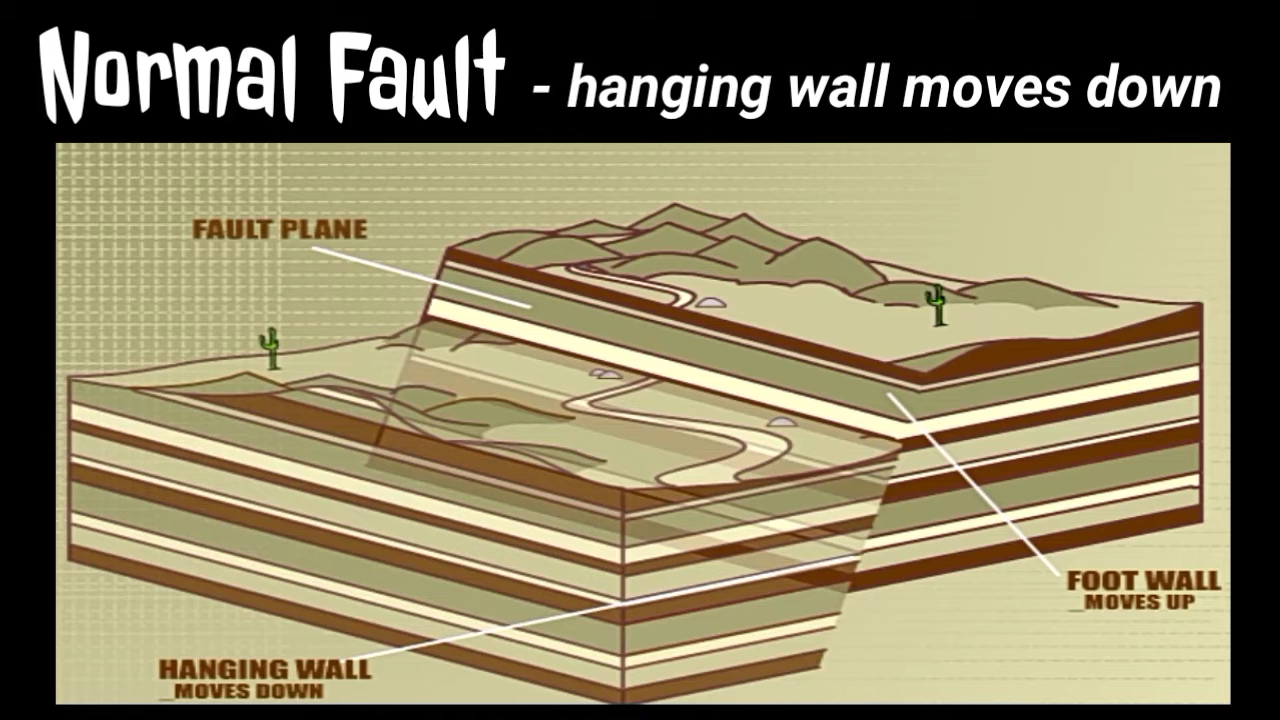 Normal Fault - hanging wall moves down
FAULT PLANE
FOOT WALL
_MOVES UP
HANGING WALL
_MOVES DOWN